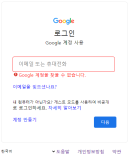 Google
로그인
Google 계정 사용
이메일 또는 휴대전화
Google 계정을 찾을 수 없습니다.
이메일을 잊으셨나요?
내 컴퓨터가 아닌가요? 게스트 모드를 사용하여 비공개
로 로그인하세요. 자세히 알아보기
계정 만들기
다음
한국어
도움말
개인정보처리방침
약관